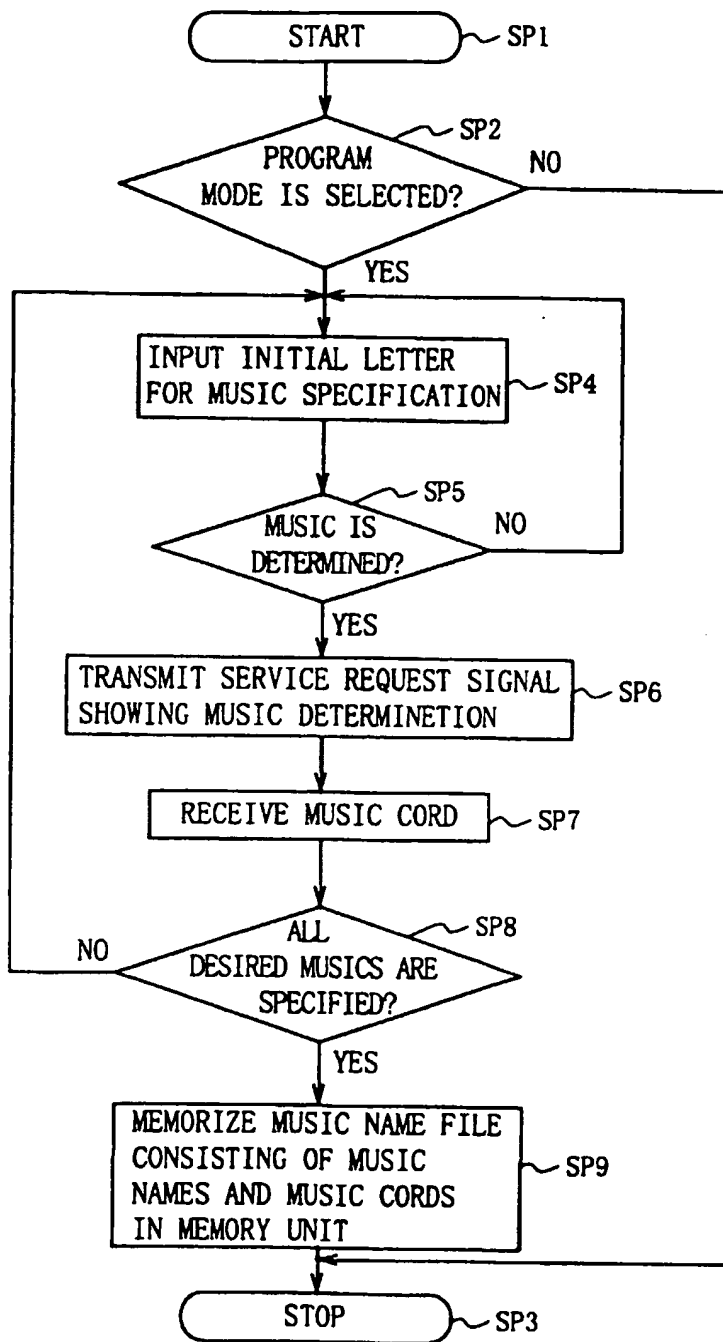 START
SP1
SP2
PROGRAM
MODE IS SELECTED?
NO
YES
INPUT INITIAL LETTER
FOR MUSIC SPECIFICATION
SP4
SP5
MUSIC IS
DETERMINED?
NO
YES
TRANSMIT SERVICE REQUEST SIGNAL
SHOWING MUSIC DETERMINETION
SP6
RECEIVE MUSIC CORD
SP7
SP8
ALL
DESIRED MUSICS ARE
SPECIFIED?
NO
YES
MEMORIZE MUSIC NAME FILE
CONSISTING OF MUSIC
NAMES AND MUSIC CORDS
IN MEMORY UNIT
SP9
STOP
SP3